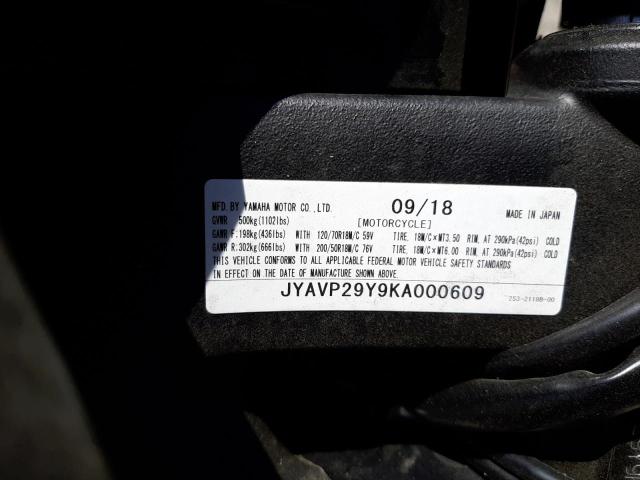 MFD. BY YAMAHA MOTOR CO., LTD. 09/18 MADE IN JAPAN
GVWR 500kg(1102lbs) [MOTORCYCLE]
GAWR F:198kg(436lbs) WITH 120/70R18M/C 59V TIRE, 18M/C×MT3.50 RIM, AT 290kPa(42psi) COLD
GAWR R:302kg(666lbs) WITH 200/50R18M/C 76V TIRE, 18M/C×MT6.00 RIM, AT 290kPa(42psi) COLD
THIS VEHICLE CONFORMS TO ALL APPLICABLE FEDERAL MOTOR VEHICLE SAFETY STANDARDS
IN EFFECT ON THE DATE OF MANUFACTURE SHOWN ABOVE.
JYAVP29Y9KA000609
2S3-2118B-00